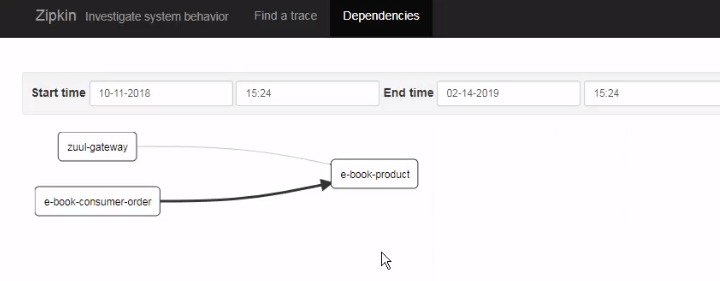 Zipkin Investigate system behavior Find a trace Dependencies
Start time 10-11-2018 15:24 End time 02-14-2019 15:24
zuul-gateway
e-book-product
e-book-consumer-order